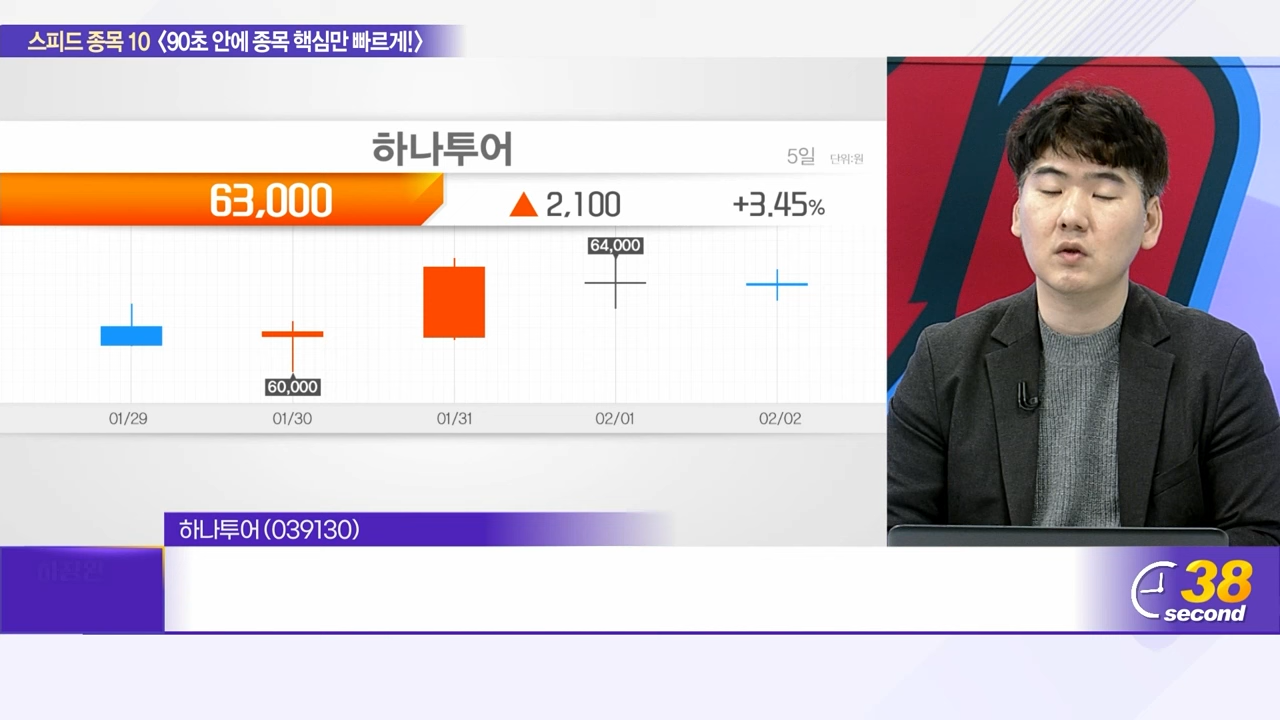 스피드 종목 10 〈90초 안에 종목 핵심만 빠르게!〉
하나투어
5일 단위:원
63,000 ▲ 2,100 +3.45%
64,000
60,000
01/29 01/30 01/31 02/01 02/02
하나투어(039130)
38
second